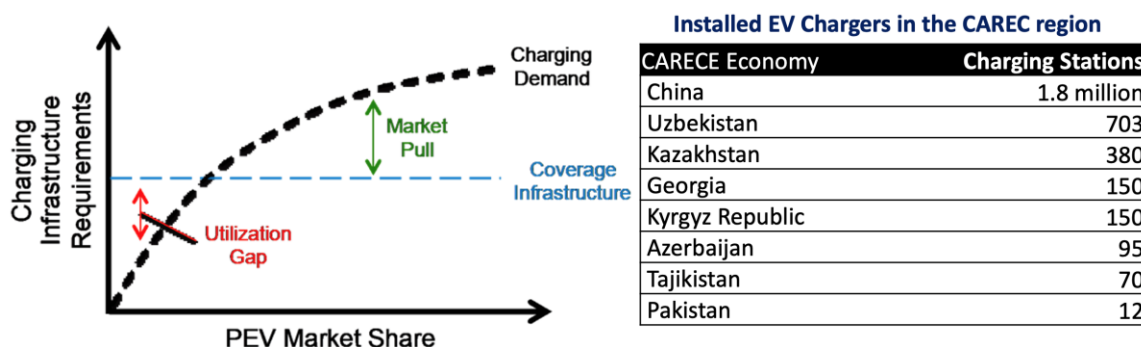 Charging
Infrastructure
Requirements
Charging
Demand
Market
Pull
Coverage
Infrastructure
Utilization
Gap
PEV Market Share
Installed EV Chargers in the CAREC region
CARECE Economy Charging Stations
China 1.8 million
Uzbekistan 703
Kazakhstan 380
Georgia 150
Kyrgyz Republic 150
Azerbaijan 95
Tajikistan 70
Pakistan 12